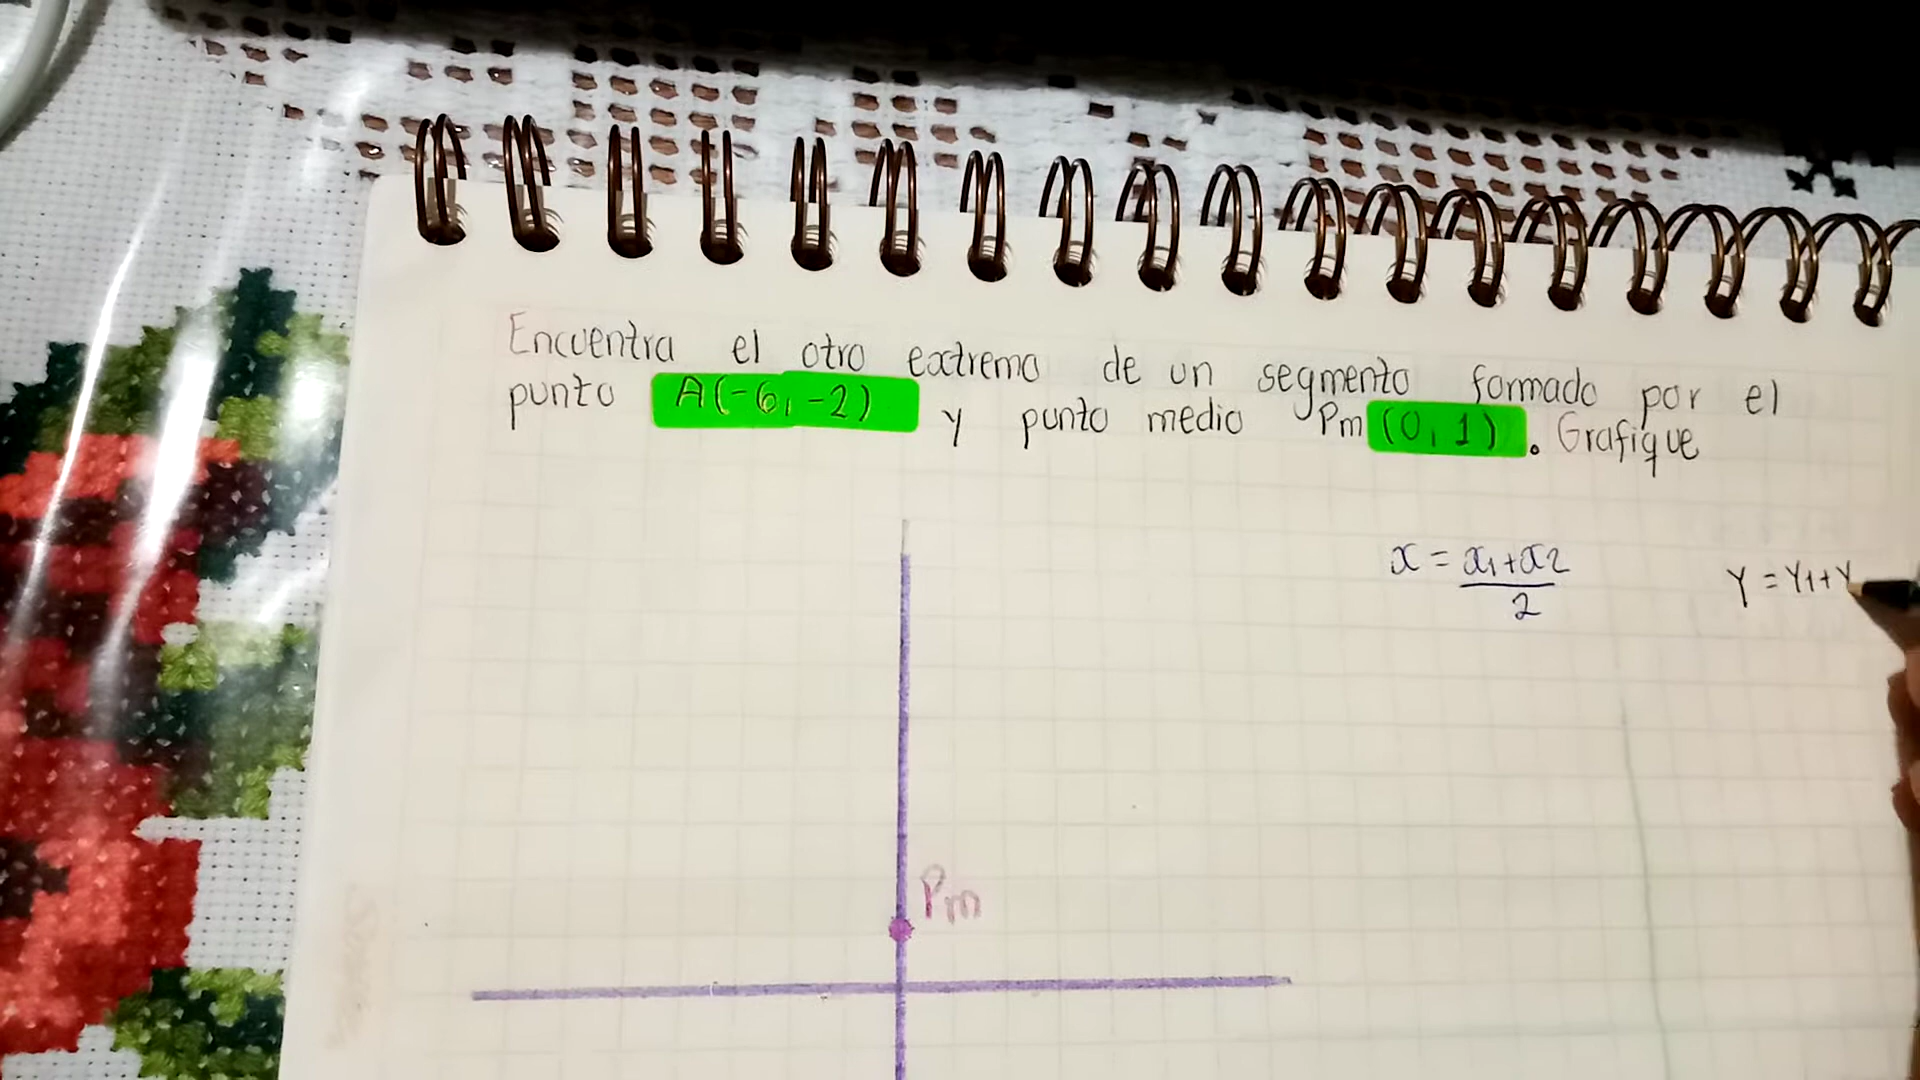 Encuentra el otro extremo de un segmento formado por el
punto A(-6, -2) y punto medio Pm (0, 1). Grafique
x = x1+x2
2
y = y1+y
Pm